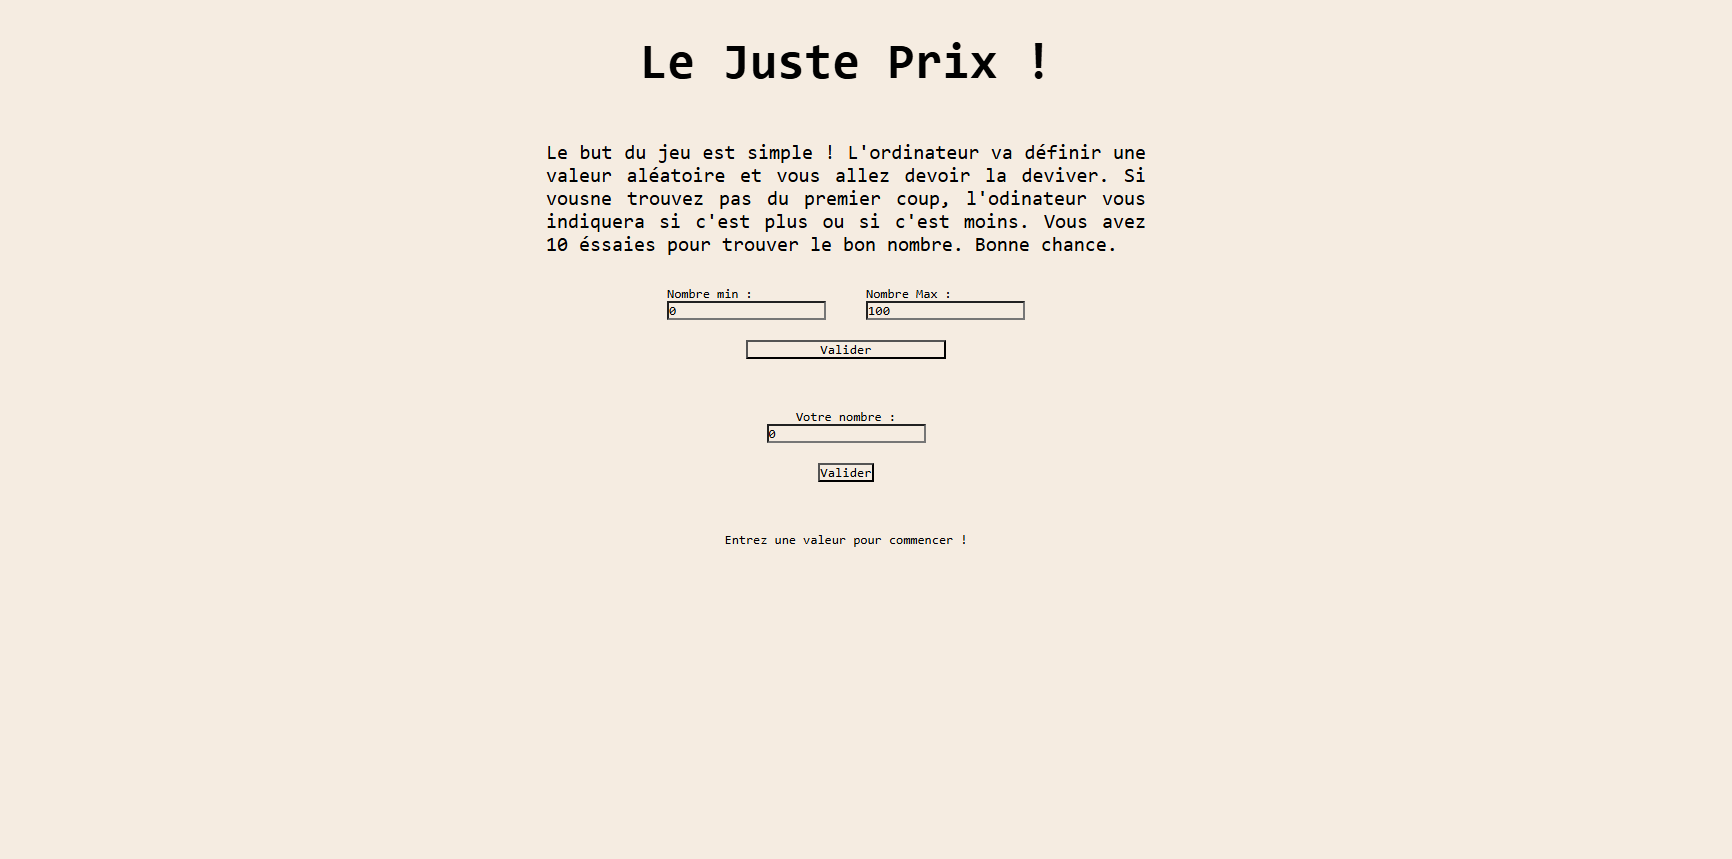 Le Juste Prix !
Le but du jeu est simple ! L'ordinateur va définir une
valeur aléatoire et vous allez devoir la deviver. Si
vousne trouvez pas du premier coup, l'odinateur vous
indiquera si c'est plus ou si c'est moins. Vous avez
10 éssaies pour trouver le bon nombre. Bonne chance.
Nombre min : Nombre Max :
0 100
Valider
Votre nombre :
0
Valider
Entrez une valeur pour commencer !